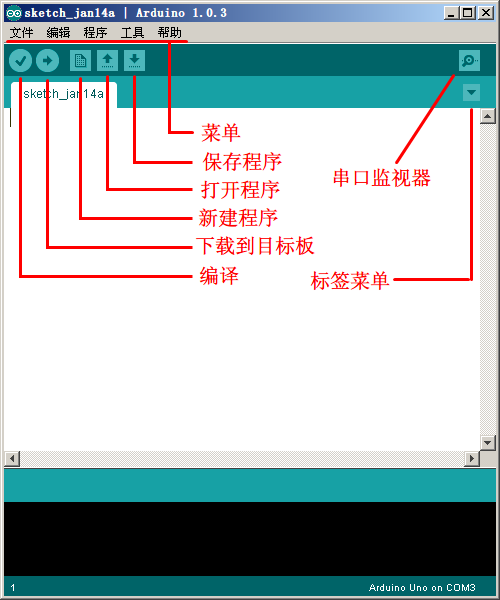 sketch_jan14a | Arduino 1.0.3
文件 编辑 程序 工具 帮助
sketch_jan14a
菜单
保存程序
串口监视器
打开程序
新建程序
下载到目标板
编译
标签菜单
1
Arduino Uno on COM3